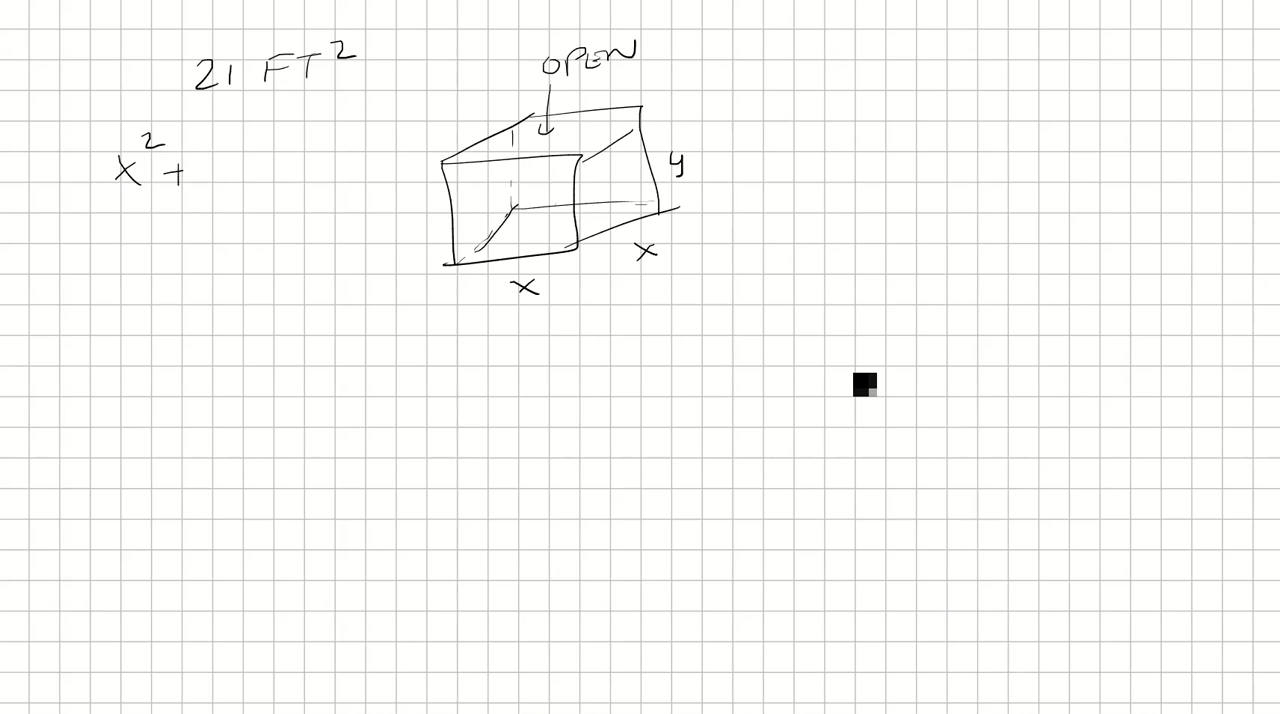 21 FT²
OPEN
x² +
y
x
x